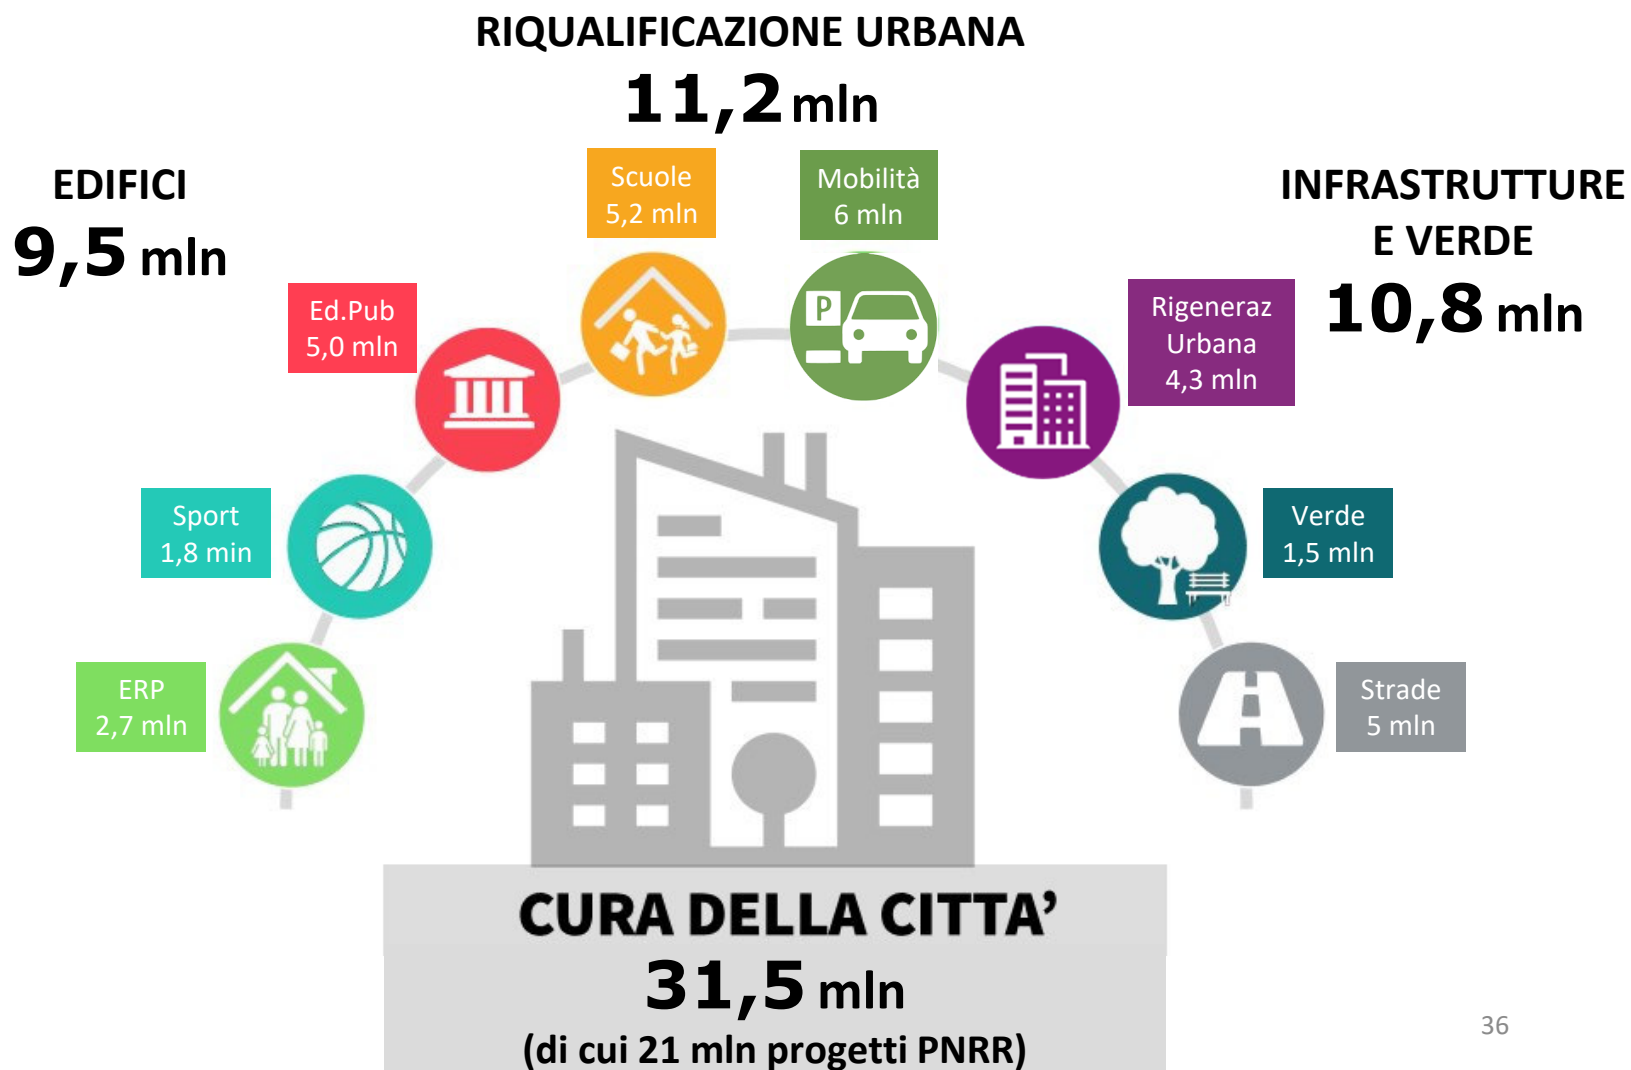 RIQUALIFICAZIONE URBANA
11,2 mln
EDIFICI
9,5 mln
INFRASTRUTTURE
E VERDE
10,8 mln
Scuole
5,2 mln
Mobilità
6 mln
Ed.Pub
5,0 mln
P
Rigeneraz
Urbana
4,3 mln
Sport
1,8 min
Verde
1,5 mln
ERP
2,7 mln
Strade
5 mln
CURA DELLA CITTA’
31,5 mln
(di cui 21 mln progetti PNRR)
36